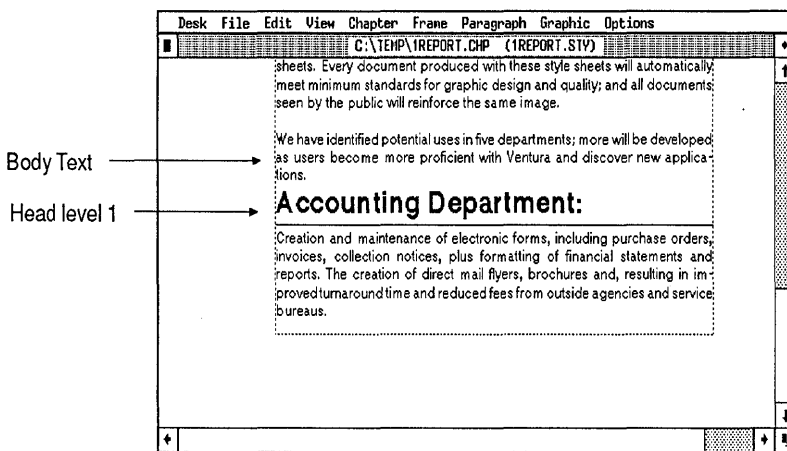 Desk File Edit View Chapter Frame Paragraph Graphic Options
C:\TEMP\1REPORT.CHP (1REPORT.STY)
sheets. Every document produced with these style sheets will automatically
meet minimum standards for graphic design and quality; and all documents
seen by the public will reinforce the same image.
We have identified potential uses in five departments; more will be developed
as users become more proficient with Ventura and discover new applica-
tions.
Body Text
Accounting Department:
Head level 1
Creation and maintenance of electronic forms, including purchase orders,
invoices, collection notices, plus formatting of financial statements and
reports. The creation of direct mail flyers, brochures and, resulting in im-
proved turnaround time and reduced fees from outside agencies and service
bureaus.